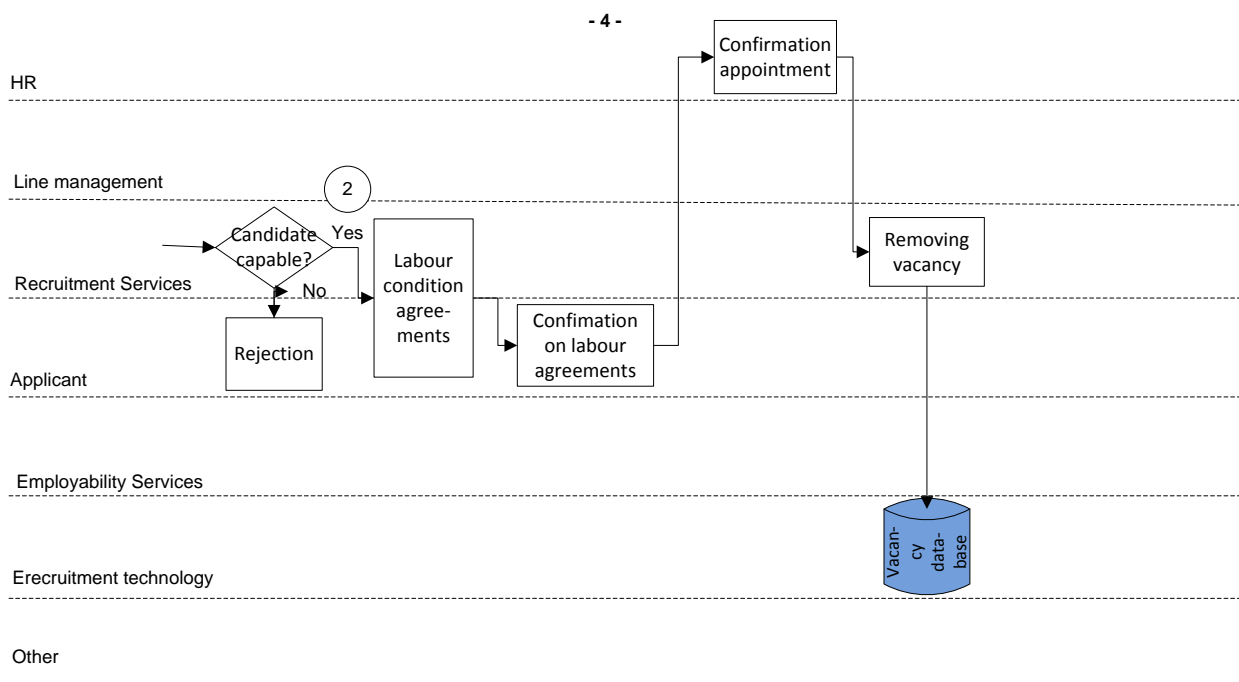 - 4 -
Confirmation
appointment
HR
Line management
2
Candidate
capable?
Yes
No
Recruitment Services
Labour
condition
agree-
ments
Removing
vacancy
Rejection
Confimation
on labour
agreements
Applicant
Employability Services
Vacan-
cy
data-
base
Erecruitment technology
Other